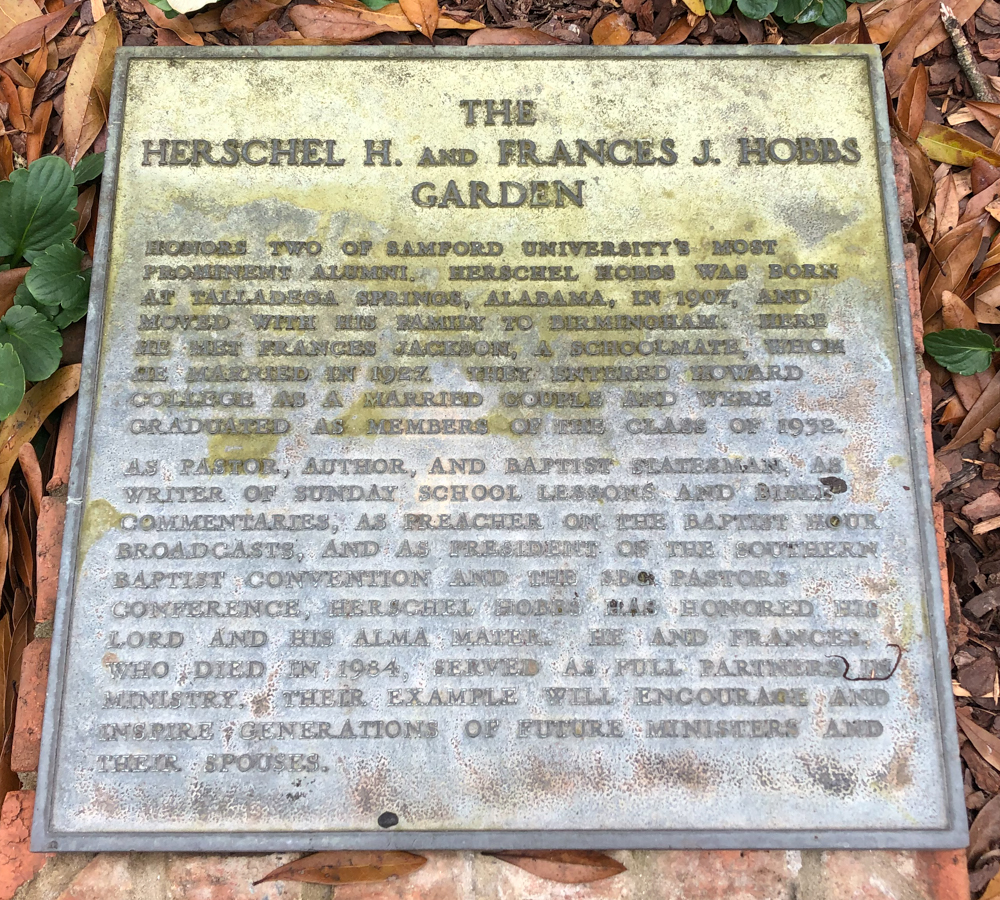 THE
HERSCHEL H. AND FRANCES J. HOBBS
GARDEN
HONORS TWO OF SAMFORD UNIVERSITY'S MOST
PROMINENT ALUMNI. HERSCHEL HOBBS WAS BORN
AT TALLADEGA SPRINGS, ALABAMA, IN 1907, AND
MOVED WITH HIS FAMILY TO BIRMINGHAM. HERE
HE MET FRANCES JACKSON, A SCHOOLMATE, WHOM
HE MARRIED IN 1927. THEY ENTERED HOWARD
COLLEGE AS A MARRIED COUPLE AND WERE
GRADUATED AS MEMBERS OF THE CLASS OF 1932.
AS PASTOR, AUTHOR, AND BAPTIST STATESMAN, AS
WRITER OF SUNDAY SCHOOL LESSONS AND BIBLE
COMMENTARIES, AS PREACHER ON THE BAPTIST HOUR
BROADCASTS, AND AS PRESIDENT OF THE SOUTHERN
BAPTIST CONVENTION AND THE SBC PASTORS
CONFERENCE, HERSCHEL HOBBS HAS HONORED HIS
LORD AND HIS ALMA MATER. HE AND FRANCES,
WHO DIED IN 1984, SERVED AS FULL PARTNERS IN
MINISTRY. THEIR EXAMPLE WILL ENCOURAGE AND
INSPIRE GENERATIONS OF FUTURE MINISTERS AND
THEIR SPOUSES.